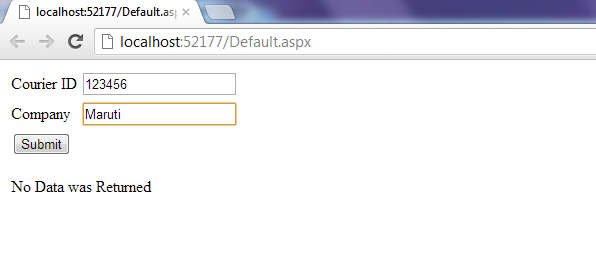 localhost:52177/Default.asp
localhost:52177/Default.aspx
Courier ID 123456
Company Maruti
Submit
No Data was Returned